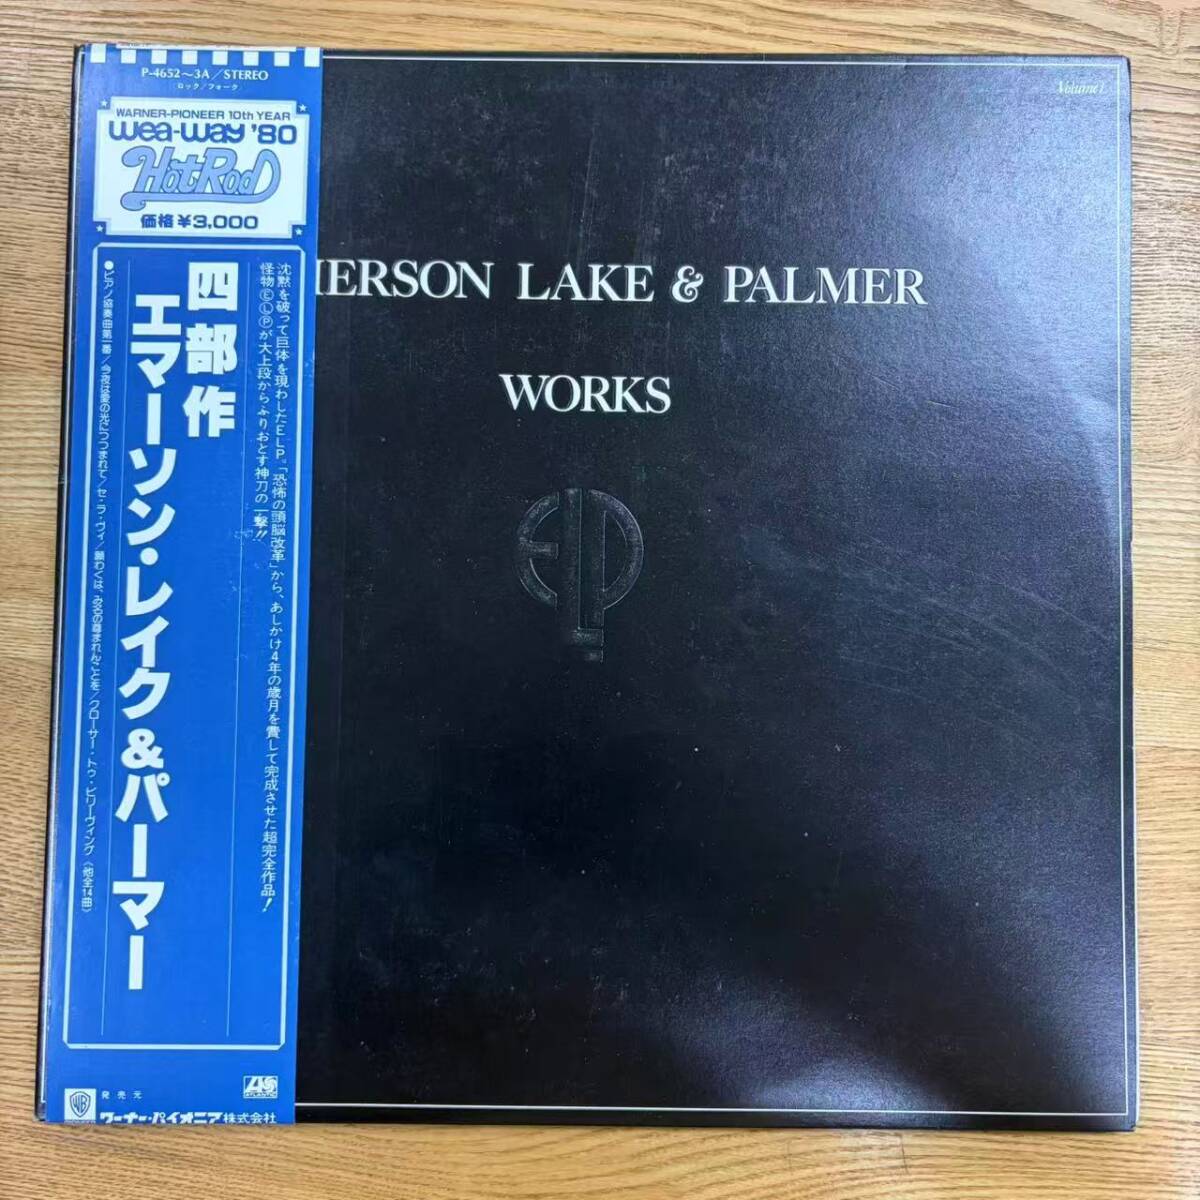 P-4652〜3A/STEREO
ロック/フォーク
WARNER-PIONEER 10th YEAR
wea-way '80
Hot Rod
価格¥3,000
四部作
エマーソン・レイク&パーマー
沈黙を破って巨体を現わしたELP。「恐怖の頭脳改革」から、あしかけ4年の歳月を費して完成させた超完全作品!
怪物ⒺⓁⓅが大上段からふりおとす神刀の一撃!!
●ピアノ協奏曲第一番/今夜は愛の光につつまれて/セ・ラ・ヴィ/願わくは、み名の尊まれんことを/クローサー・トゥ・ビリーヴィング《他全14曲》
WB
発売元
ワーナー・パイオニア株式会社
ATLANTIC
Volume 1
MERSON LAKE & PALMER
WORKS
ELP